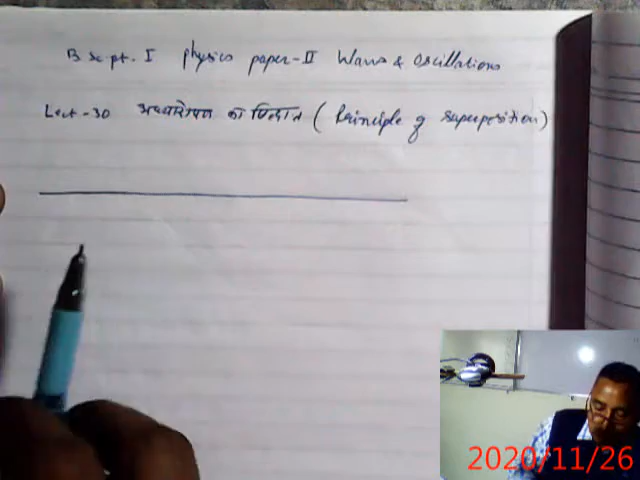 B Sc pt. I physics paper-II Waves & Oscillations
Lect-30 अध्यारोपण का सिद्धांत ( Principle of superposition)
2020/11/26